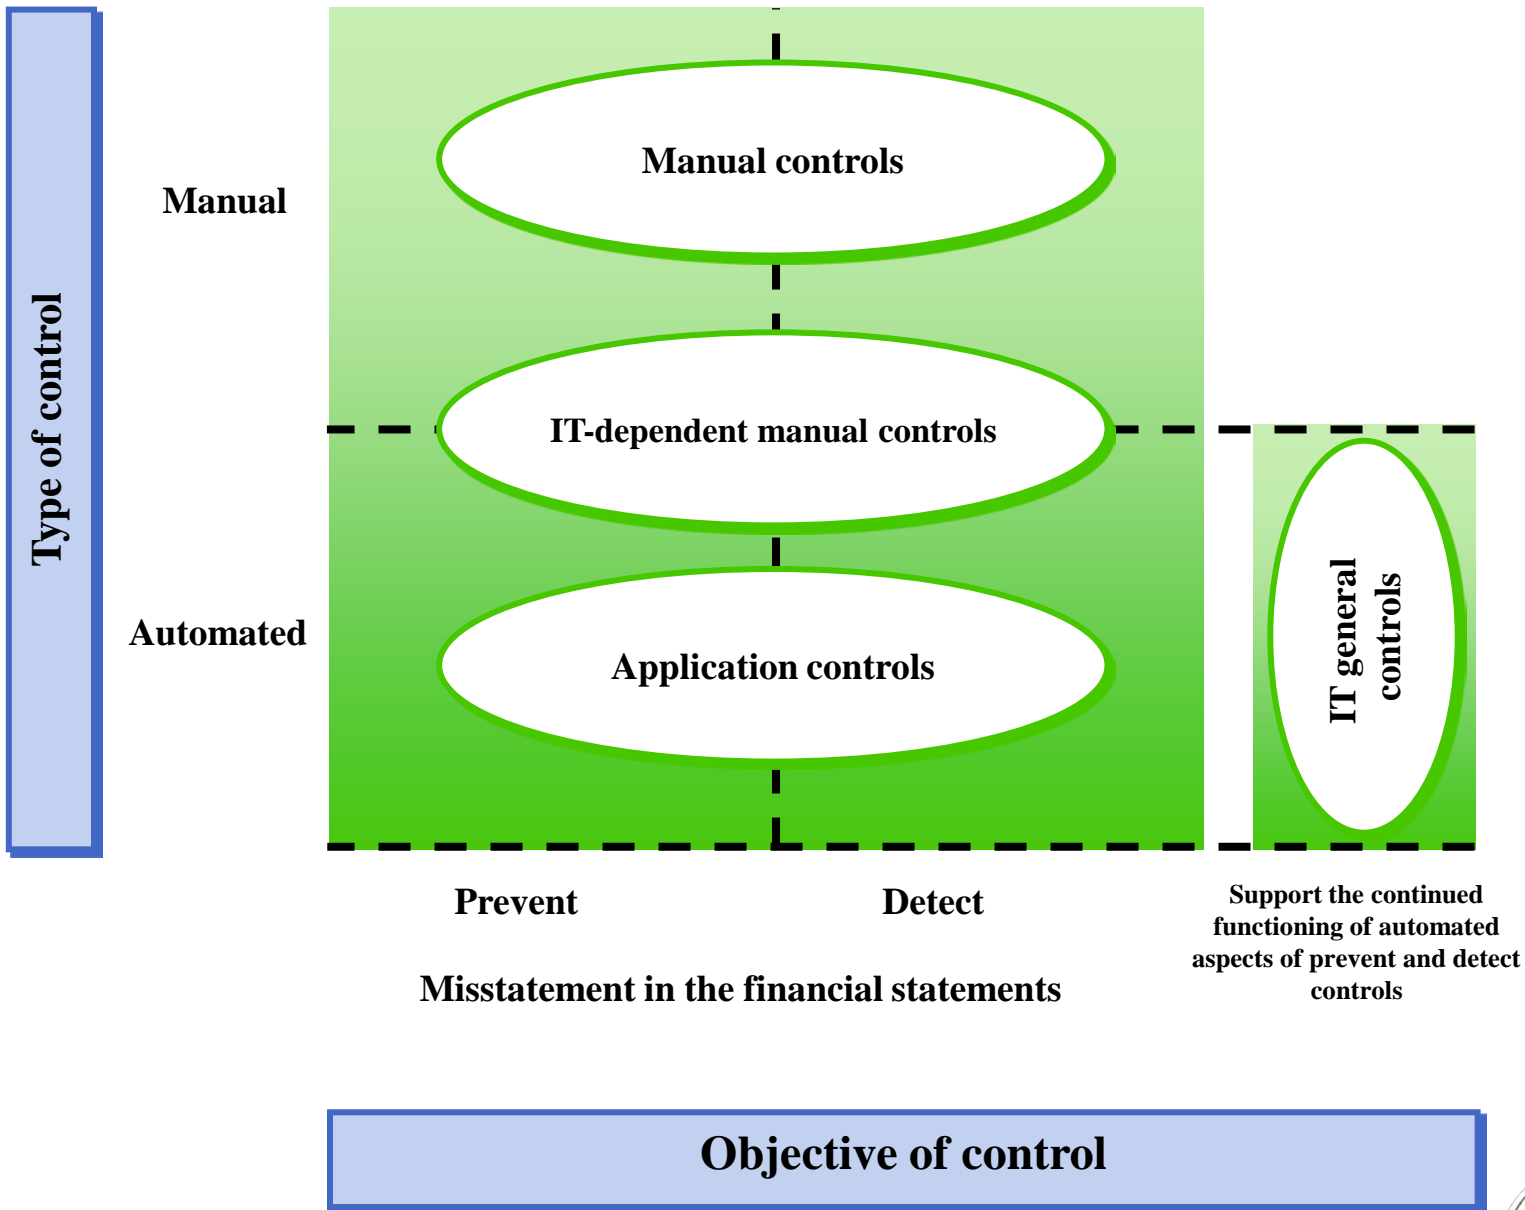 Type of control
Manual
Automated
Manual controls
IT-dependent manual controls
Application controls
IT general
controls
Prevent
Detect
Misstatement in the financial statements
Support the continued
functioning of automated
aspects of prevent and detect
controls
Objective of control